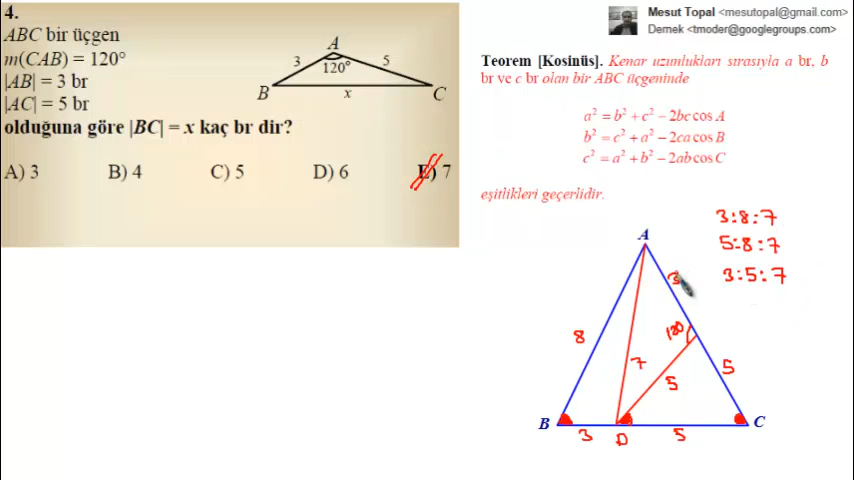 4.
ABC bir üçgen
m(CAB) = 120°
|AB| = 3 br
|AC| = 5 br
olduğuna göre |BC| = x kaç br dir?
A) 3 B) 4 C) 5 D) 6 E) 7
A
3
5
120°
B
x
C
Mesut Topal <mesutopal@gmail.com>
Dernek <tmoder@googlegroups.com>
Teorem [Kosinüs]. Kenar uzunlukları sırasıyla a br, b
br ve c br olan bir ABC üçgeninde
a² = b² + c² − 2bc cos A
b² = c² + a² − 2ca cos B
c² = a² + b² − 2ab cos C
eşitlikleri geçerlidir.
3:8:7
5:8:7
3:5:7
A
3
8
120
7
5
5
B
3
D
5
C